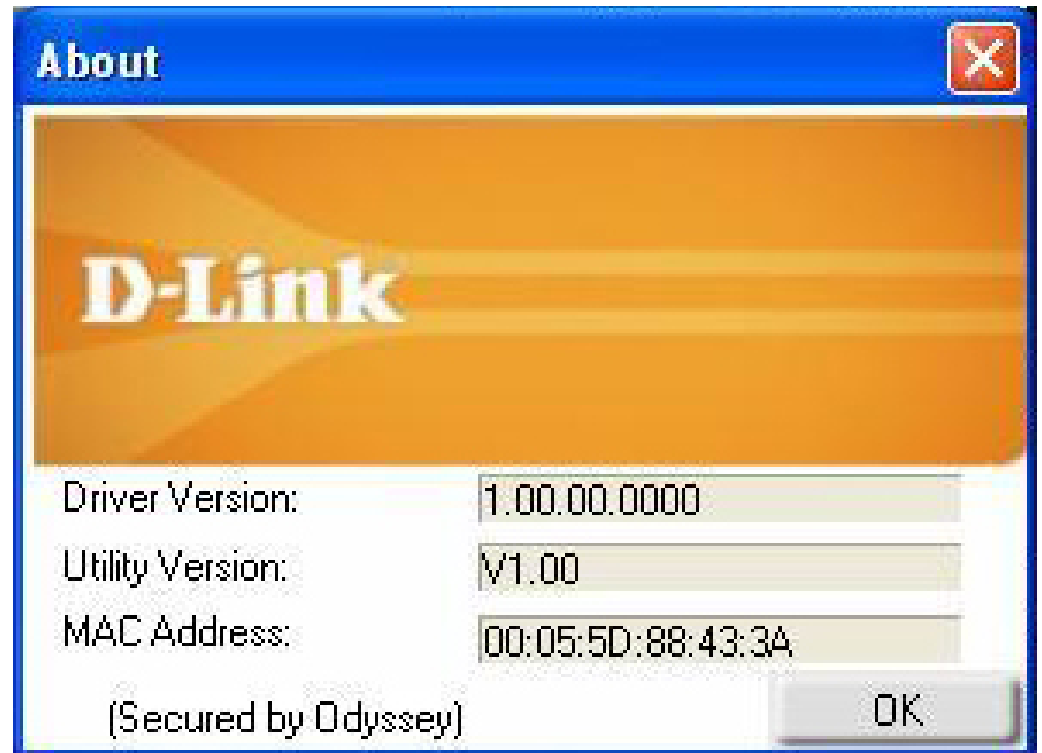 About
D-Link
Driver Version: 1.00.00.0000
Utility Version: V1.00
MAC Address: 00:05:5D:88:43:3A
(Secured by Odyssey) OK